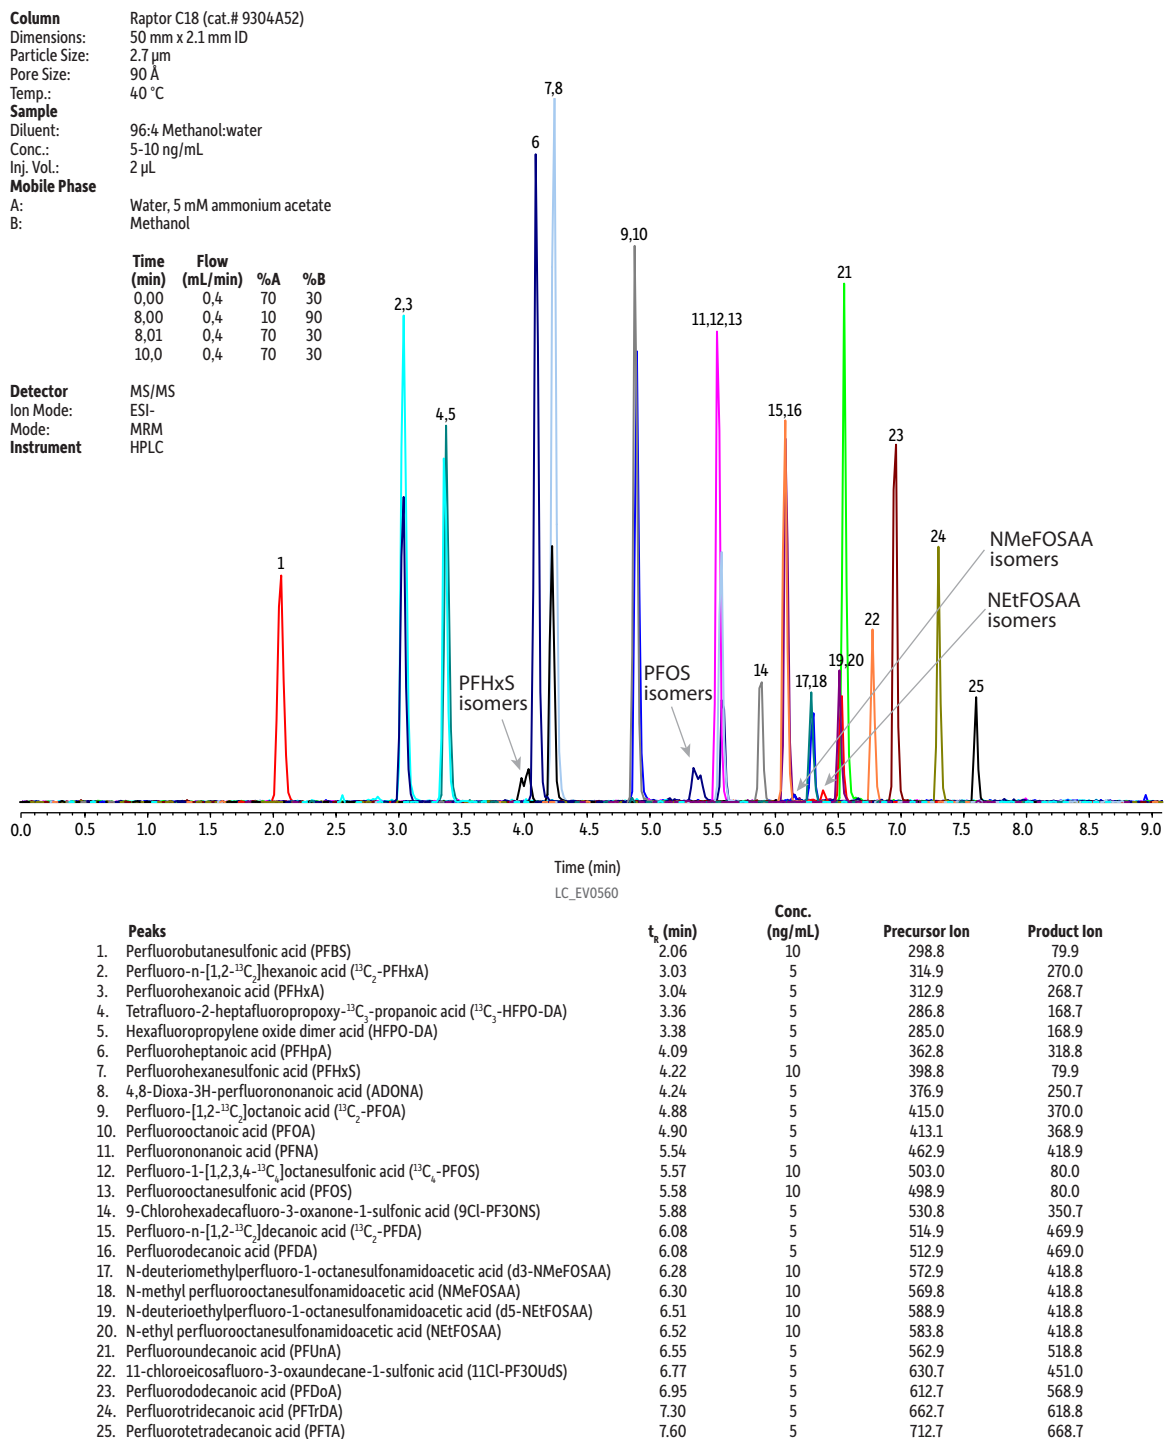 Column Raptor C18 (cat.# 9304A52)
Dimensions: 50 mm x 2.1 mm ID
Particle Size: 2.7 µm
Pore Size: 90 Å
Temp.: 40 °C
Sample
Diluent: 96:4 Methanol:water
Conc.: 5-10 ng/mL
Inj. Vol.: 2 µL
Mobile Phase
A: Water, 5 mM ammonium acetate
B: Methanol
Time Flow
(min) (mL/min) %A %B
0,00 0,4 70 30
8,00 0,4 10 90
8,01 0,4 70 30
10,0 0,4 70 30
Detector MS/MS
Ion Mode: ESI-
Mode: MRM
Instrument HPLC
1
2,3
4,5
PFHxS
isomers
6
7,8
9,10
PFOS
isomers
11,12,13
14
15,16
17,18
19,20
21
22
23
24
25
NMeFOSAA
isomers
NEtFOSAA
isomers
0.0 0.5 1.0 1.5 2.0 2.5 3.0 3.5 4.0 4.5 5.0 5.5 6.0 6.5 7.0 7.5 8.0 8.5 9.0
Time (min)
LC_EV0560
Conc.
Peaks tR (min) (ng/mL) Precursor Ion Product Ion
1. Perfluorobutanesulfonic acid (PFBS) 2.06 10 298.8 79.9
2. Perfluoro-n-[1,2-¹³C₂]hexanoic acid (¹³C₂-PFHxA) 3.03 5 314.9 270.0
3. Perfluorohexanoic acid (PFHxA) 3.04 5 312.9 268.7
4. Tetrafluoro-2-heptafluoropropoxy-¹³C₃-propanoic acid (¹³C₃-HFPO-DA) 3.36 5 286.8 168.7
5. Hexafluoropropylene oxide dimer acid (HFPO-DA) 3.38 5 285.0 168.9
6. Perfluoroheptanoic acid (PFHpA) 4.09 5 362.8 318.8
7. Perfluorohexanesulfonic acid (PFHxS) 4.22 10 398.8 79.9
8. 4,8-Dioxa-3H-perfluorononanoic acid (ADONA) 4.24 5 376.9 250.7
9. Perfluoro-[1,2-¹³C₂]octanoic acid (¹³C₂-PFOA) 4.88 5 415.0 370.0
10. Perfluorooctanoic acid (PFOA) 4.90 5 413.1 368.9
11. Perfluorononanoic acid (PFNA) 5.54 5 462.9 418.9
12. Perfluoro-1-[1,2,3,4-¹³C₄]octanesulfonic acid (¹³C₄-PFOS) 5.57 10 503.0 80.0
13. Perfluorooctanesulfonic acid (PFOS) 5.58 10 498.9 80.0
14. 9-Chlorohexadecafluoro-3-oxanone-1-sulfonic acid (9Cl-PF3ONS) 5.88 5 530.8 350.7
15. Perfluoro-n-[1,2-¹³C₂]decanoic acid (¹³C₂-PFDA) 6.08 5 514.9 469.9
16. Perfluorodecanoic acid (PFDA) 6.08 5 512.9 469.0
17. N-deuteriomethylperfluoro-1-octanesulfonamidoacetic acid (d3-NMeFOSAA) 6.28 10 572.9 418.8
18. N-methyl perfluorooctanesulfonamidoacetic acid (NMeFOSAA) 6.30 10 569.8 418.8
19. N-deuterioethylperfluoro-1-octanesulfonamidoacetic acid (d5-NEtFOSAA) 6.51 10 588.9 418.8
20. N-ethyl perfluorooctanesulfonamidoacetic acid (NEtFOSAA) 6.52 10 583.8 418.8
21. Perfluoroundecanoic acid (PFUnA) 6.55 5 562.9 518.8
22. 11-chloroeicosafluoro-3-oxaundecane-1-sulfonic acid (11Cl-PF3OUdS) 6.77 5 630.7 451.0
23. Perfluorododecanoic acid (PFDoA) 6.95 5 612.7 568.9
24. Perfluorotridecanoic acid (PFTrDA) 7.30 5 662.7 618.8
25. Perfluorotetradecanoic acid (PFTA) 7.60 5 712.7 668.7